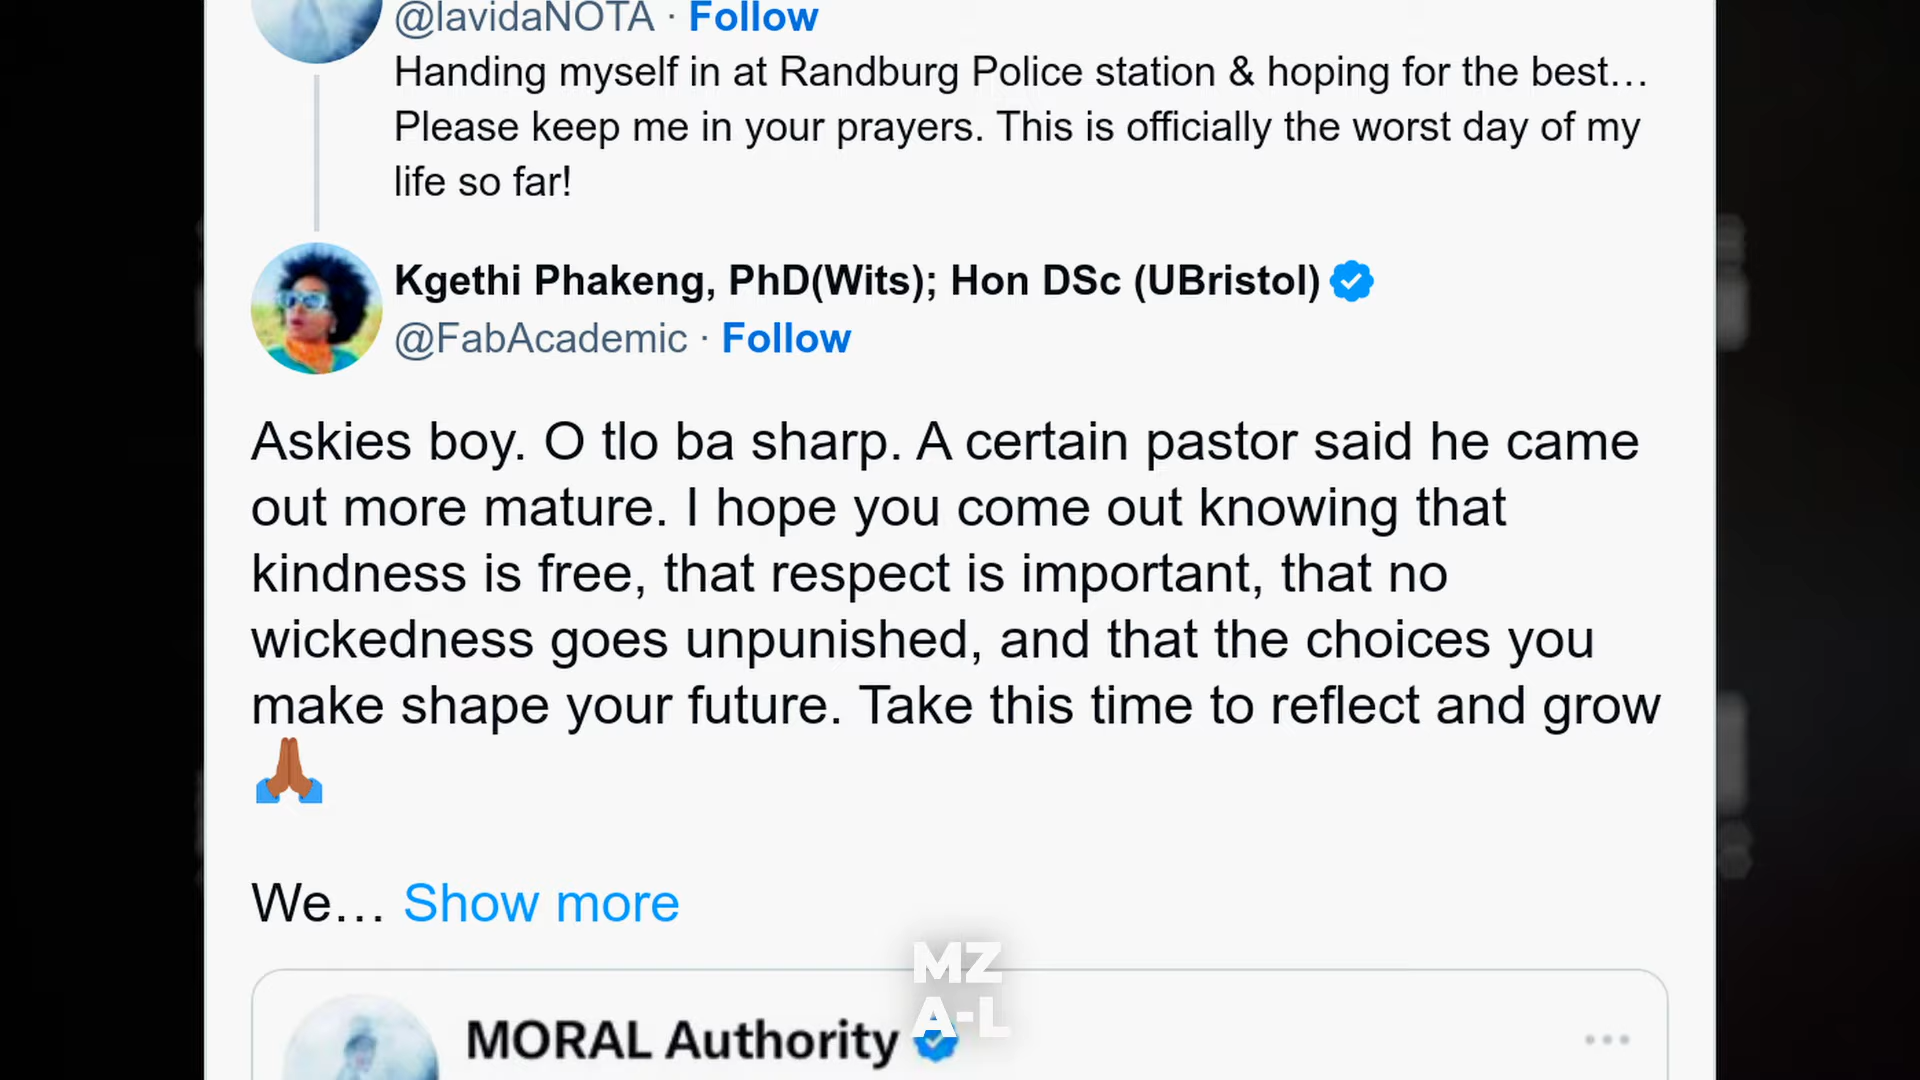 @lavidaNOTA · Follow
Handing myself in at Randburg Police station & hoping for the best…
Please keep me in your prayers. This is officially the worst day of my
life so far!
Kgethi Phakeng, PhD(Wits); Hon DSc (UBristol)
@FabAcademic · Follow
Askies boy. O tlo ba sharp. A certain pastor said he came
out more mature. I hope you come out knowing that
kindness is free, that respect is important, that no
wickedness goes unpunished, and that the choices you
make shape your future. Take this time to reflect and grow
🙏🏾
We… Show more
MZ
A-L
MORAL Authority